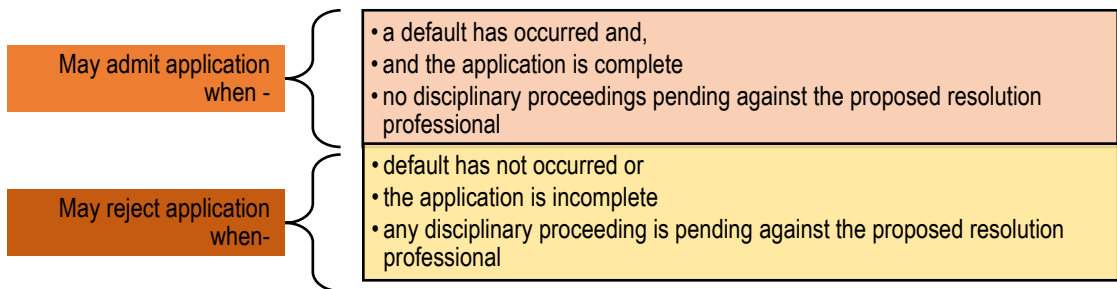 May admit application
when -
• a default has occurred and,
• and the application is complete
• no disciplinary proceedings pending against the proposed resolution
professional
May reject application
when-
• default has not occurred or
• the application is incomplete
• any disciplinary proceeding is pending against the proposed resolution
professional